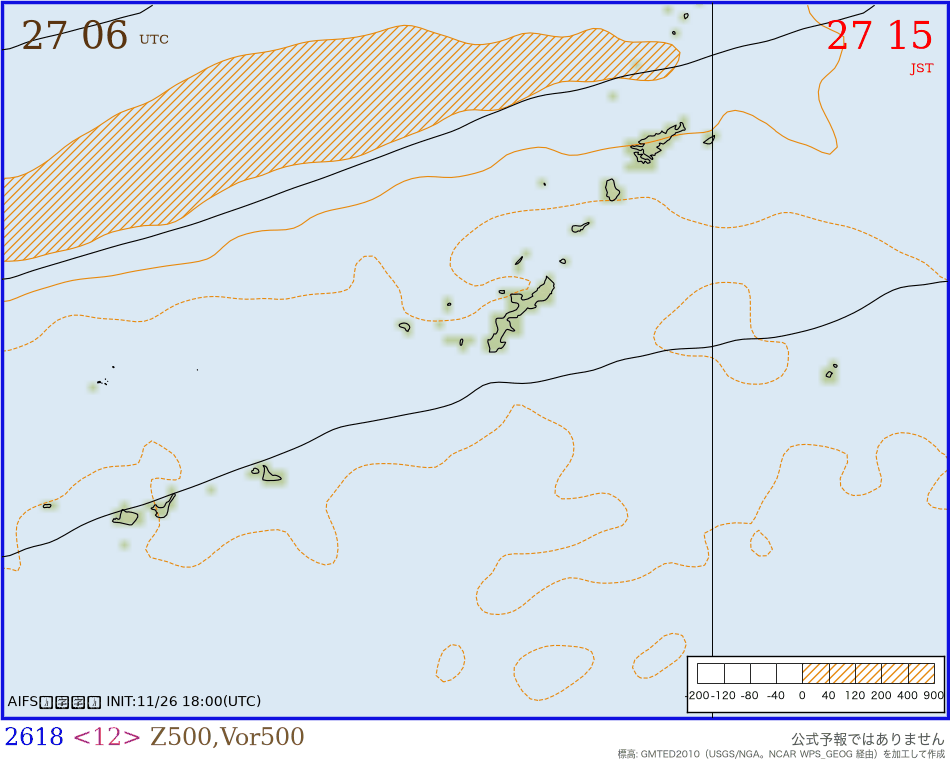 27 06 UTC
27 15
JST
-200 -120 -80 -40 0 40 120 200 400 900
AIFS INIT:11/26 18:00(UTC)
2618 <12> Z500,Vor500
公式予報ではありません
標高: GMTED2010（USGS/NGA。NCAR WPS_GEOG 経由）を加工して作成